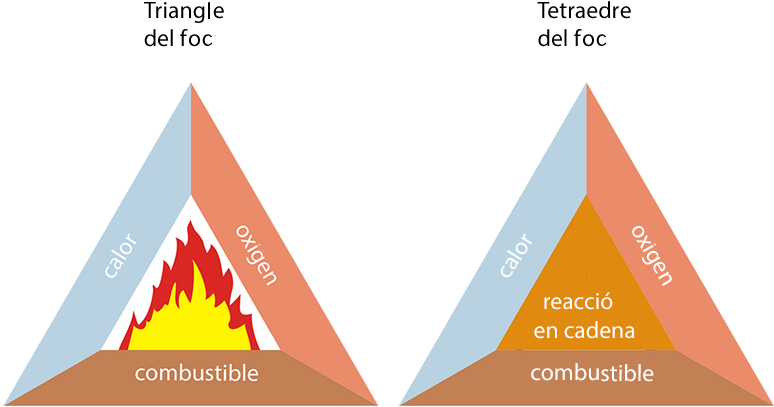 Triangle
del foc
calor
oxigen
combustible
Tetraedre
del foc
calor
oxigen
reacció
en cadena
combustible